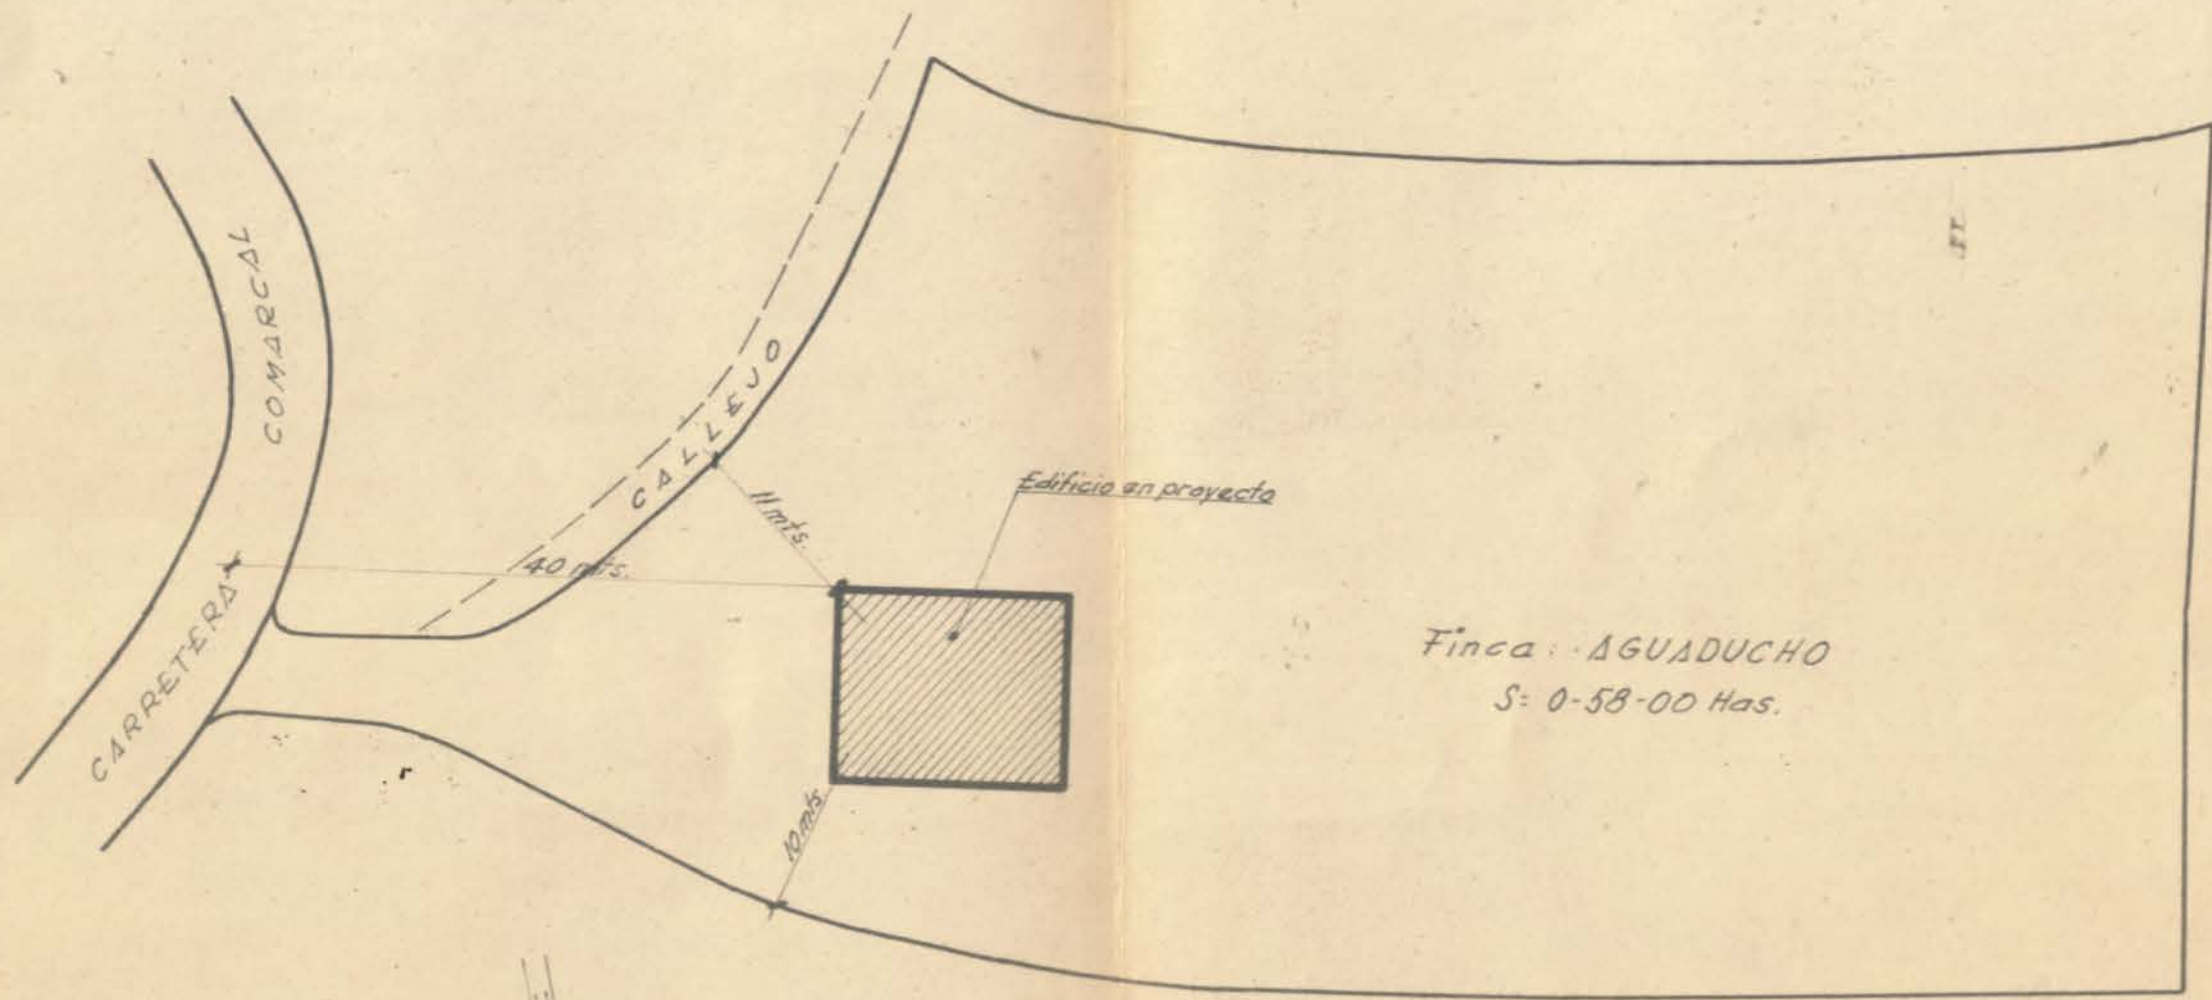 COMARCAL
CARRETERA
CALLEJO
11 mts.
40 mts.
10 mts.
Edificio en proyecto
Finca: AGUADUCHO
S: 0-58-00 Has.